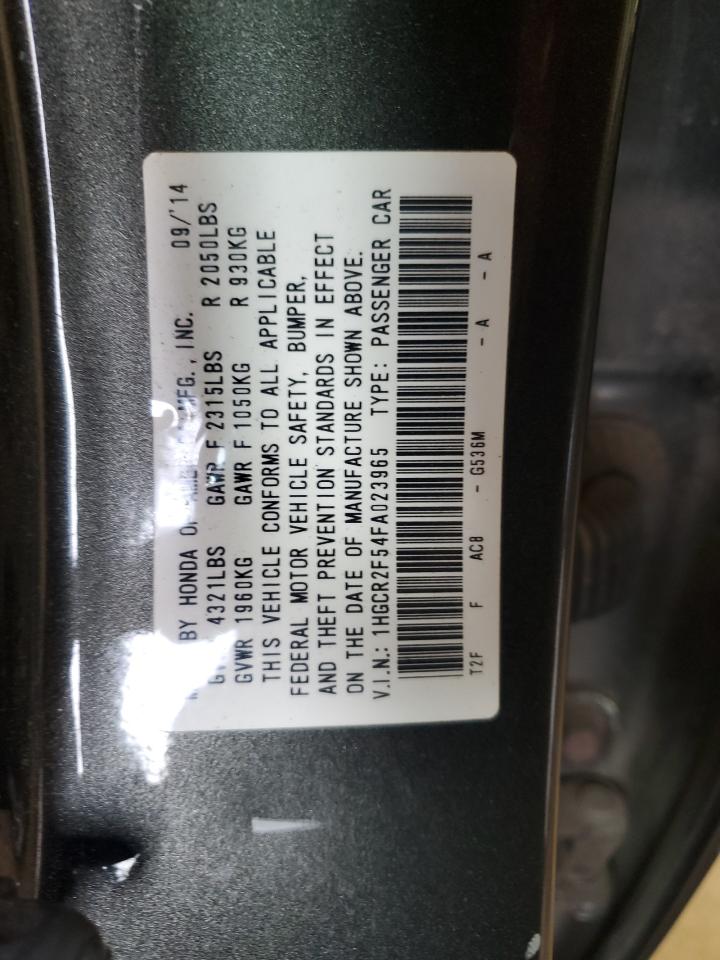 BY HONDA OF MFG., INC. 09/'14
4321LBS GAWR F 2315LBS R 2050LBS
GVWR 1960KG GAWR F 1050KG R 930KG
THIS VEHICLE CONFORMS TO ALL APPLICABLE
FEDERAL MOTOR VEHICLE SAFETY, BUMPER,
AND THEFT PREVENTION STANDARDS IN EFFECT
ON THE DATE OF MANUFACTURE SHOWN ABOVE.
V.I.N.: 1HGCR2F54FA023965 TYPE: PASSENGER CAR
T2F F AC8 - G536M - A - A